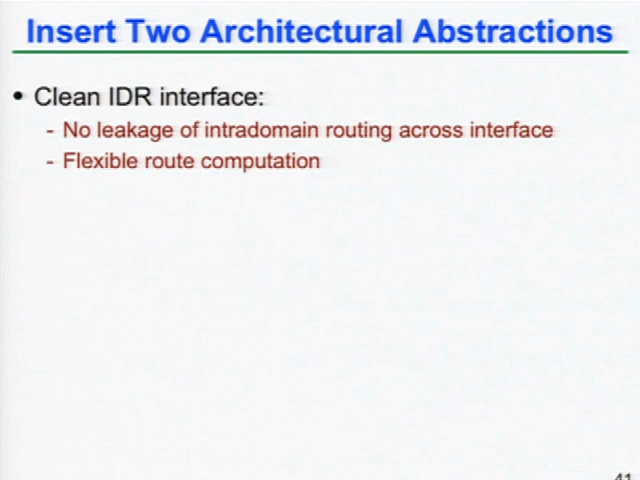 Insert Two Architectural Abstractions
• Clean IDR interface:
- No leakage of intradomain routing across interface
- Flexible route computation
41